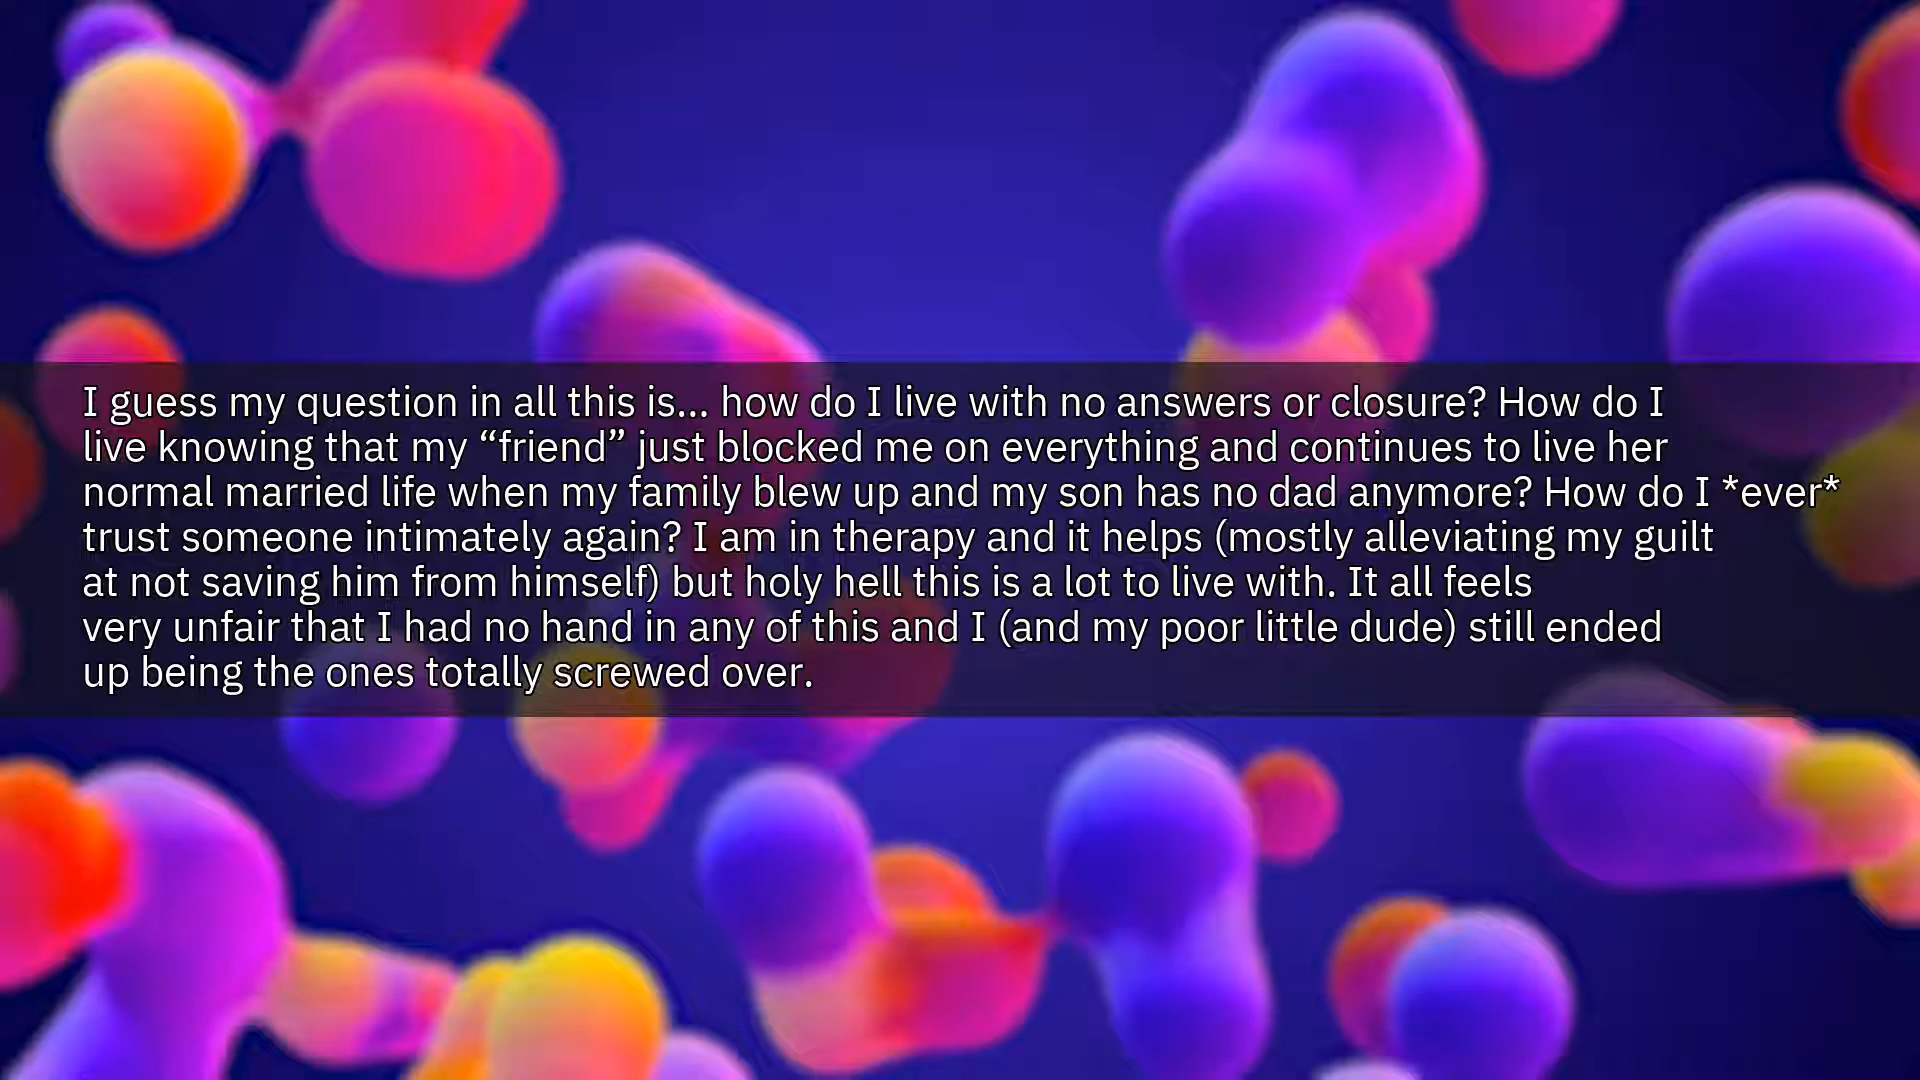 I guess my question in all this is... how do I live with no answers or closure? How do I
live knowing that my “friend” just blocked me on everything and continues to live her
normal married life when my family blew up and my son has no dad anymore? How do I *ever*
trust someone intimately again? I am in therapy and it helps (mostly alleviating my guilt
at not saving him from himself) but holy hell this is a lot to live with. It all feels
very unfair that I had no hand in any of this and I (and my poor little dude) still ended
up being the ones totally screwed over.